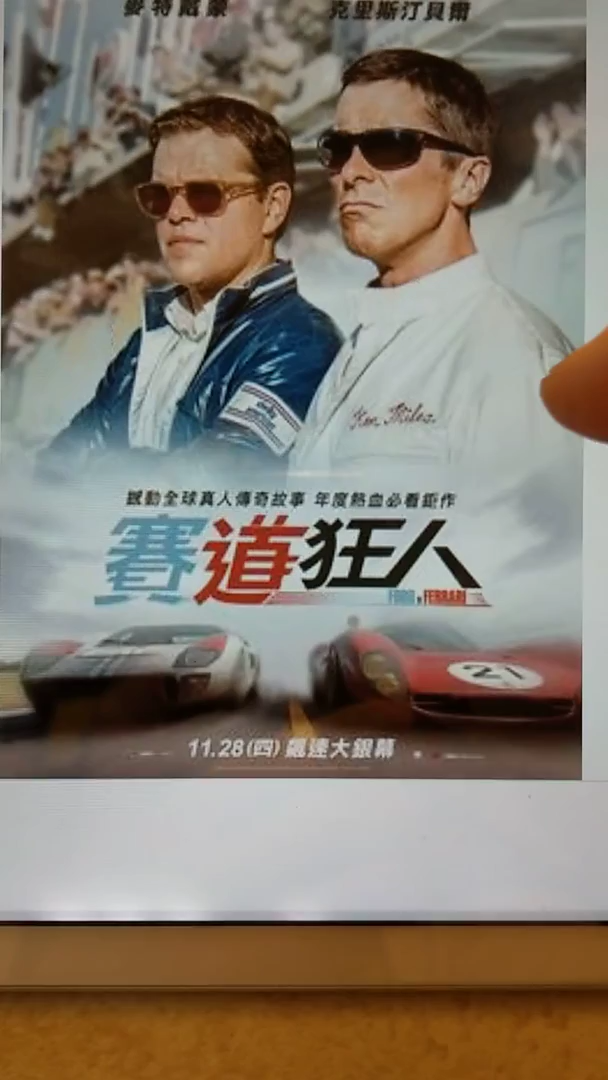 麥特戴蒙 克里斯汀貝爾
Ken Miles
撼動全球真人傳奇故事 年度熱血必看鉅作
賽道狂人
FORD v FERRARI
21
11.28(四) 飆速大銀幕